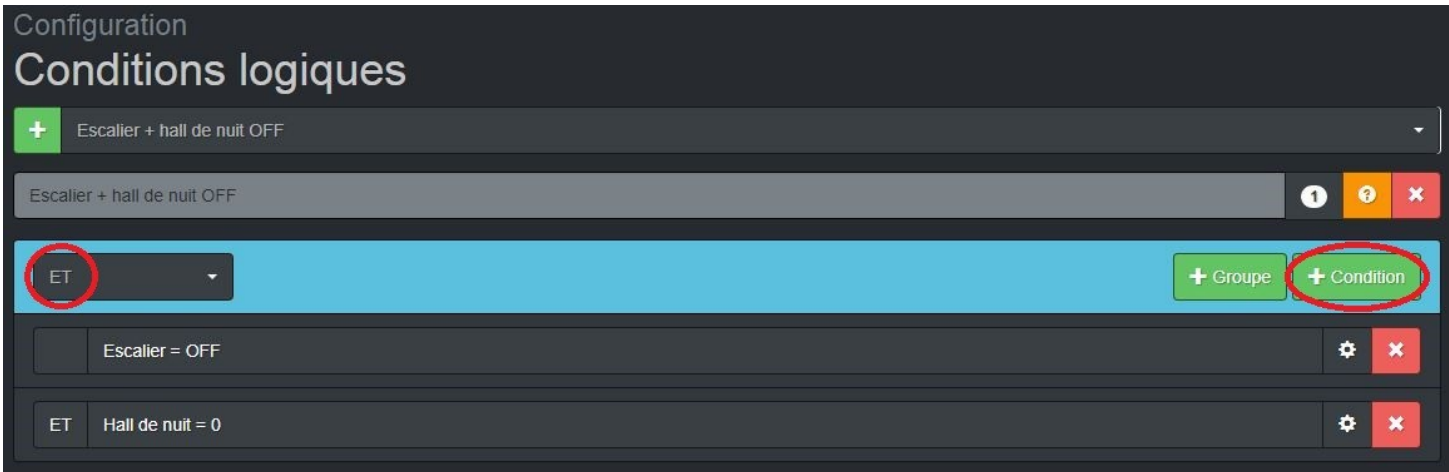 Configuration
Conditions logiques
Escalier + hall de nuit OFF
Escalier + hall de nuit OFF 1 ?
ET + Groupe + Condition
Escalier = OFF
ET Hall de nuit = 0